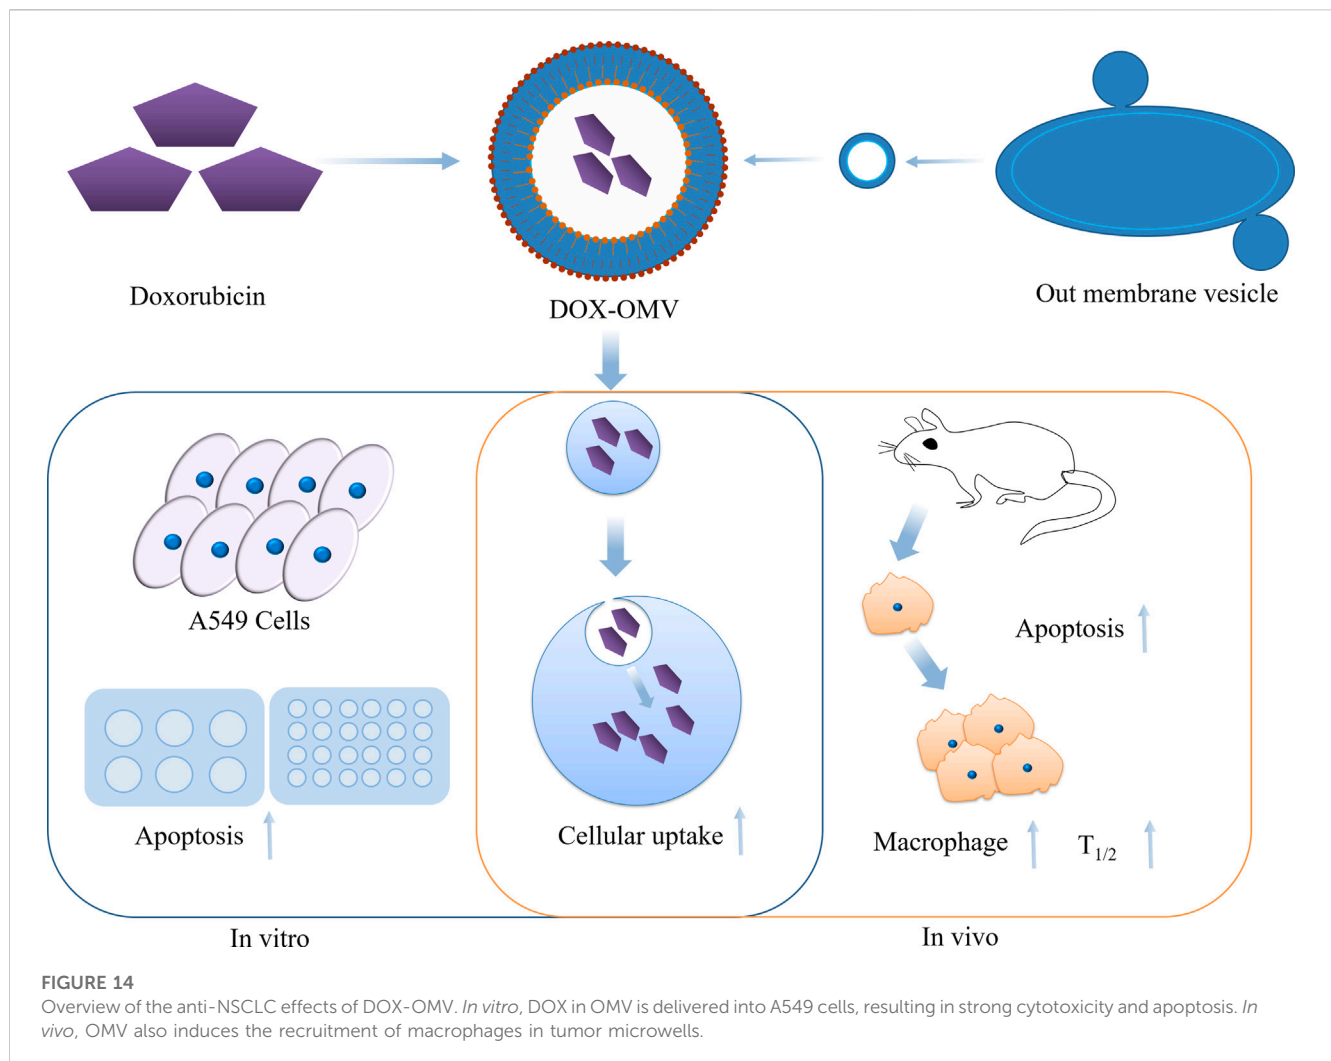 Doxorubicin
DOX-OMV
Out membrane vesicle
A549 Cells
Apoptosis
Cellular uptake
Apoptosis
Macrophage
T1/2
In vitro
In vivo
FIGURE 14
Overview of the anti-NSCLC effects of DOX-OMV. In vitro, DOX in OMV is delivered into A549 cells, resulting in strong cytotoxicity and apoptosis. In
vivo, OMV also induces the recruitment of macrophages in tumor microwells.